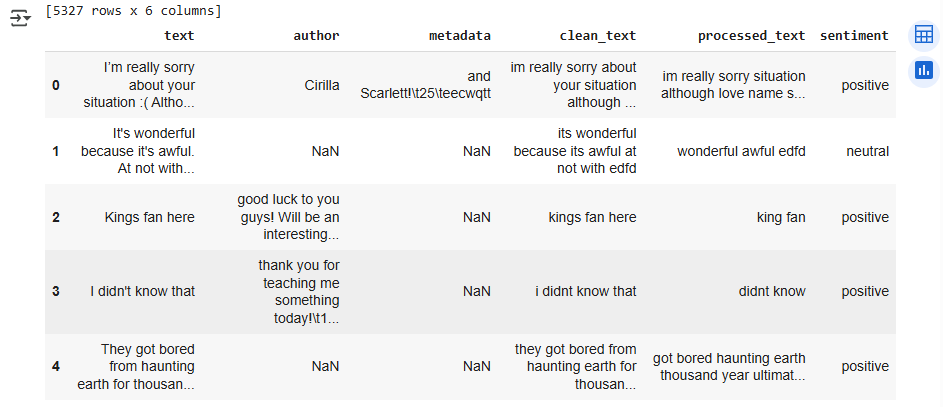 [5327 rows x 6 columns]
text author metadata clean_text processed_text sentiment
0 I’m really sorry about your situation :( Altho... Cirilla and Scarlett!\t25\teecwqtt im really sorry about your situation although ... im really sorry situation although love name s... positive
1 It's wonderful because it's awful. At not with... NaN NaN its wonderful because its awful at not with edfd wonderful awful edfd neutral
2 Kings fan here good luck to you guys! Will be an interesting... NaN kings fan here king fan positive
3 I didn't know that thank you for teaching me something today!\t1... NaN i didnt know that didnt know positive
4 They got bored from haunting earth for thousan... NaN NaN they got bored from haunting earth for thousan... got bored haunting earth thousand year ultimat... positive